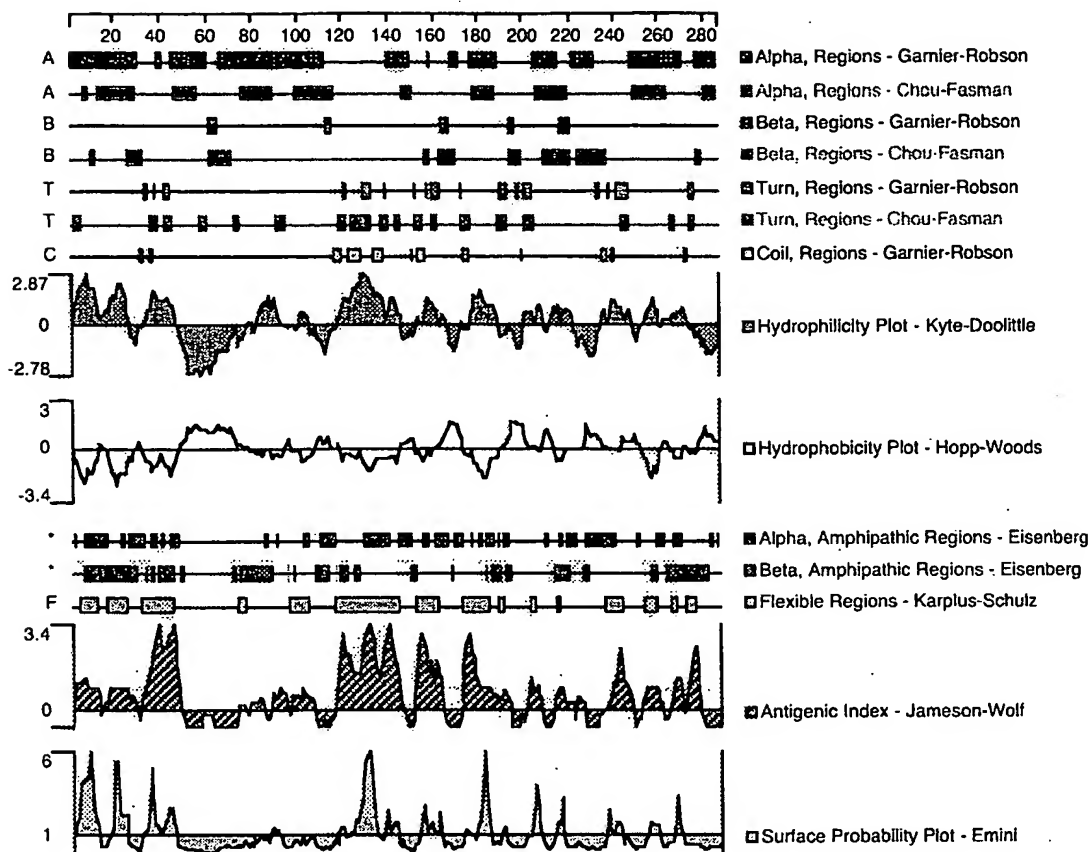 20 40 60 80 100 120 140 160 180 200 220 240 260 280
A Alpha, Regions - Garnier-Robson
A Alpha, Regions - Chou-Fasman
B Beta, Regions - Garnier-Robson
B Beta, Regions - Chou-Fasman
T Turn, Regions - Garnier-Robson
T Turn, Regions - Chou-Fasman
C Coil, Regions - Garnier-Robson
2.87
0 Hydrophilicity Plot - Kyte-Doolittle
-2.78
3
0 Hydrophobicity Plot - Hopp-Woods
-3.4
* Alpha, Amphipathic Regions - Eisenberg
* Beta, Amphipathic Regions - Eisenberg
F Flexible Regions - Karplus-Schulz
3.4
0 Antigenic Index - Jameson-Wolf
6
1 Surface Probability Plot - Emini